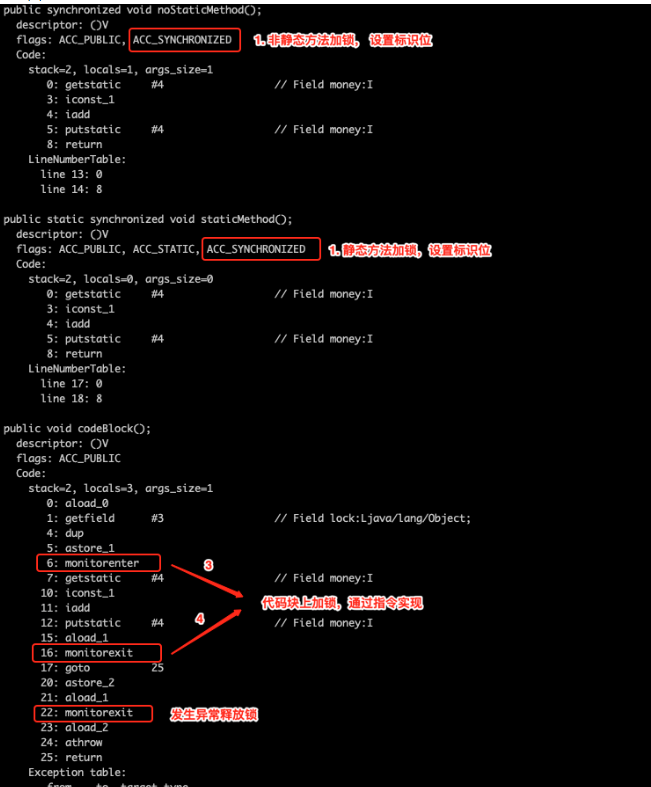 public synchronized void noStaticMethod();
descriptor: ()V
flags: ACC_PUBLIC, ACC_SYNCHRONIZED 1. 非静态方法加锁, 设置标识位
Code:
stack=2, locals=1, args_size=1
0: getstatic #4 // Field money:I
3: iconst_1
4: iadd
5: putstatic #4 // Field money:I
8: return
LineNumberTable:
line 13: 0
line 14: 8
public static synchronized void staticMethod();
descriptor: ()V
flags: ACC_PUBLIC, ACC_STATIC, ACC_SYNCHRONIZED 1. 静态方法加锁, 设置标识位
Code:
stack=2, locals=0, args_size=0
0: getstatic #4 // Field money:I
3: iconst_1
4: iadd
5: putstatic #4 // Field money:I
8: return
LineNumberTable:
line 17: 0
line 18: 8
public void codeBlock();
descriptor: ()V
flags: ACC_PUBLIC
Code:
stack=2, locals=3, args_size=1
0: aload_0
1: getfield #3 // Field lock:Ljava/lang/Object;
4: dup
5: astore_1
6: monitorenter 3
7: getstatic #4 // Field money:I
10: iconst_1
11: iadd 代码块上加锁, 通过指令实现
12: putstatic #4 // Field money:I
15: aload_1 4
16: monitorexit
17: goto 25
20: astore_2
21: aload_1
22: monitorexit 发生异常释放锁
23: aload_2
24: athrow
25: return
Exception table:
from to target type